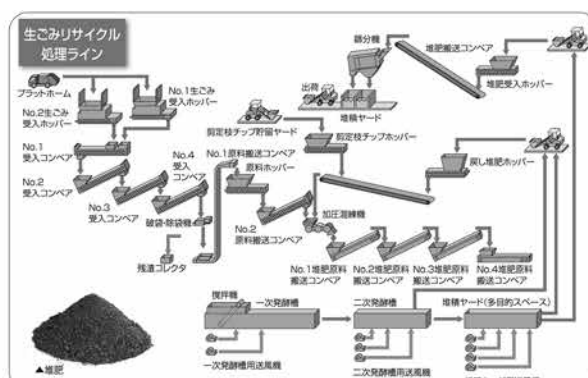 生ごみリサイクル
処理ライン
プラットホーム
No.1生ごみ
受入ホッパー
No.2生ごみ
受入ホッパー
No.1
受入コンベア
No.2
受入コンベア
No.3
受入コンベア
No.4
受入
コンベア
破袋・除袋機
残渣コレクタ
No.1原料搬送コンベア
原料ホッパー
No.2
原料搬送コンベア
剪定枝チップ貯留ヤード
剪定枝チップホッパー
加圧混練機
出荷
篩分機
堆積ヤード
堆肥搬送コンベア
堆肥受入ホッパー
戻し堆肥ホッパー
No.1堆肥原料
搬送コンベア
No.2堆肥原料
搬送コンベア
No.3堆肥原料
搬送コンベア
No.4堆肥原料
搬送コンベア
撹拌機
一次発酵槽
二次発酵槽
堆積ヤード(多目的スペース)
一次発酵槽用送風機
二次発酵槽用送風機
▲堆肥